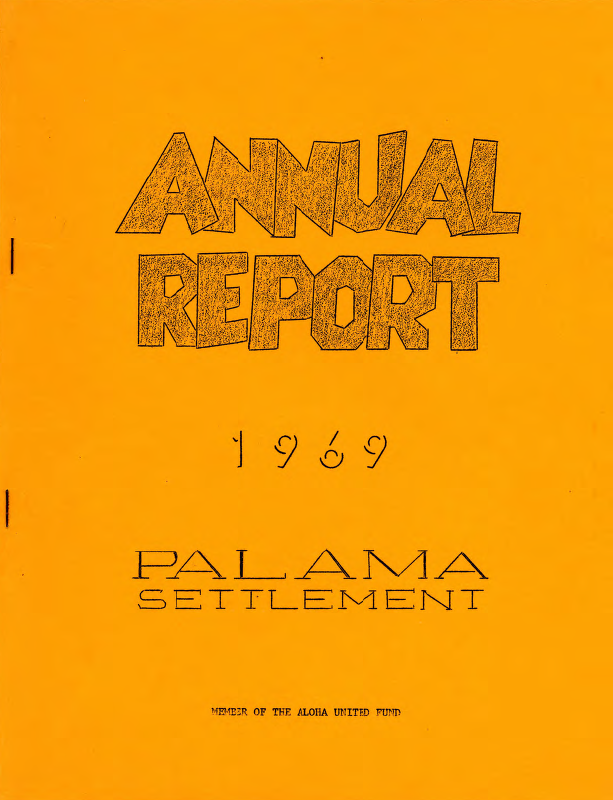 ANNUAL
REPORT
1969
PALAMA
SETTLEMENT
MEMBER OF THE ALOHA UNITED FUND